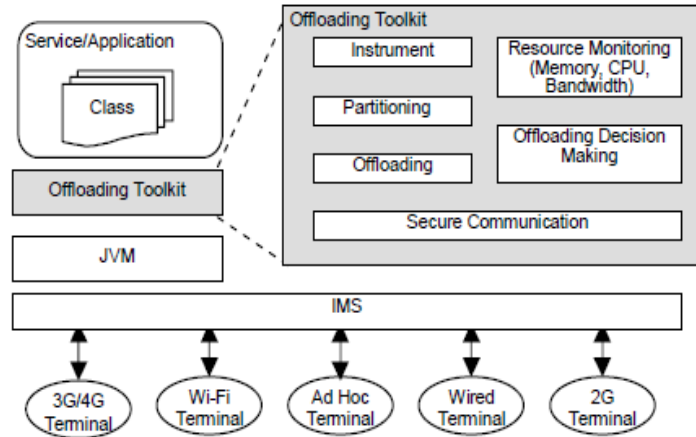 Service/Application
Class
Offloading Toolkit
JVM
Offloading Toolkit
Instrument
Partitioning
Offloading
Resource Monitoring
(Memory, CPU,
Bandwidth)
Offloading Decision
Making
Secure Communication
IMS
3G/4G
Terminal
Wi-Fi
Terminal
Ad Hoc
Terminal
Wired
Terminal
2G
Terminal